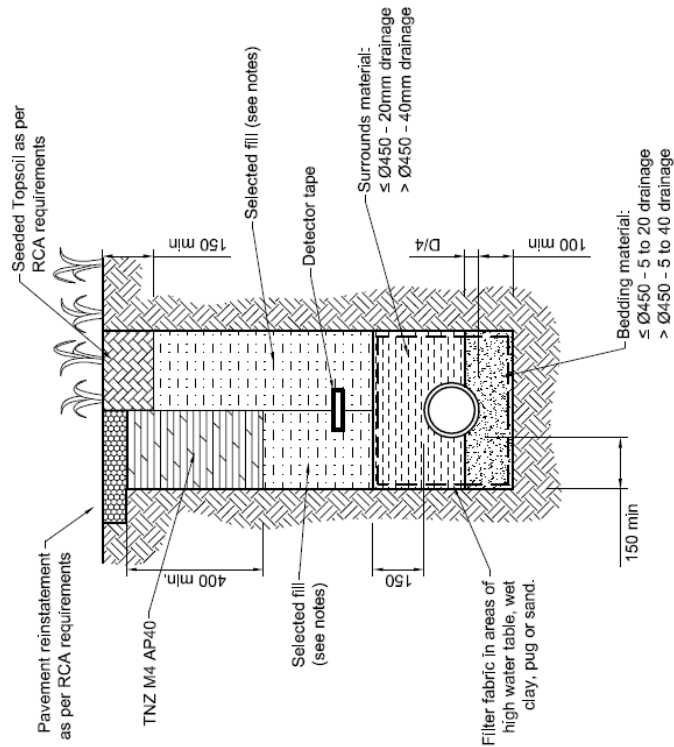 Pavement reinstatement
as per RCA requirements
TNZ M4 AP40
400 min.
Selected fill
(see notes)
150
Filter fabric in areas of
high water table, wet
clay, pug or sand.
150 min
Seeded Topsoil as per
RCA requirements
150 min
Selected fill (see notes)
Detector tape
Surrounds material:
≤ Ø450 - 20mm drainage
> Ø450 - 40mm drainage
D/4
100 min
Bedding material:
≤ Ø450 - 5 to 20 drainage
> Ø450 - 5 to 40 drainage